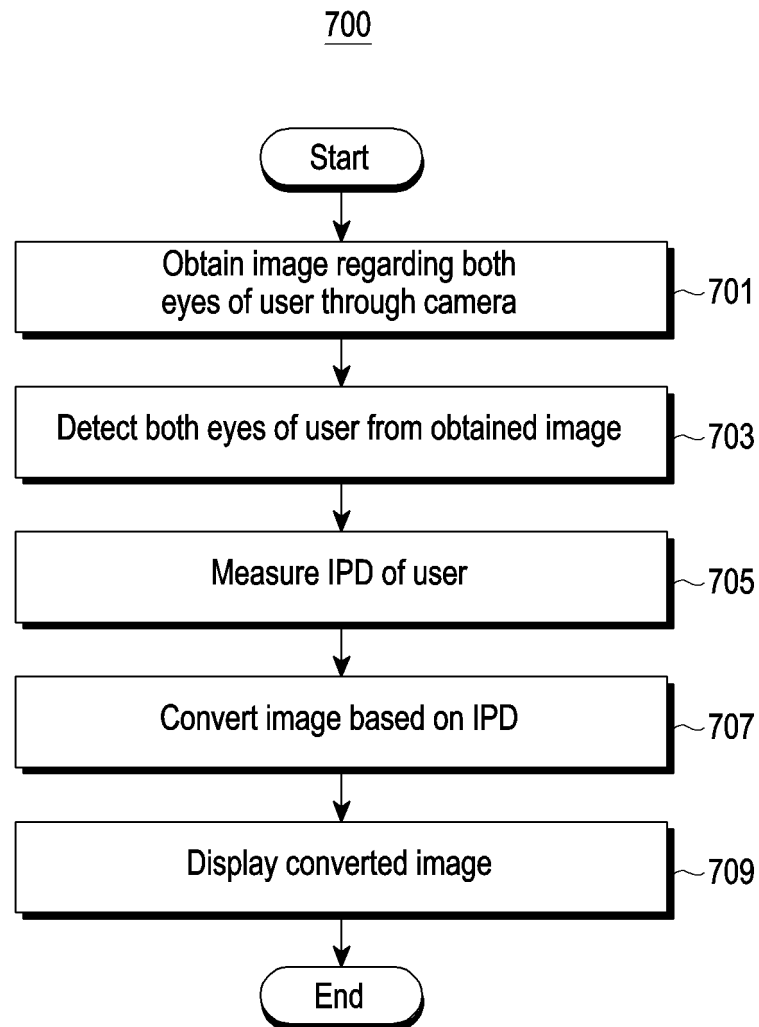 700
Start
Obtain image regarding both
eyes of user through camera
701
Detect both eyes of user from obtained image
703
Measure IPD of user
705
Convert image based on IPD
707
Display converted image
709
End